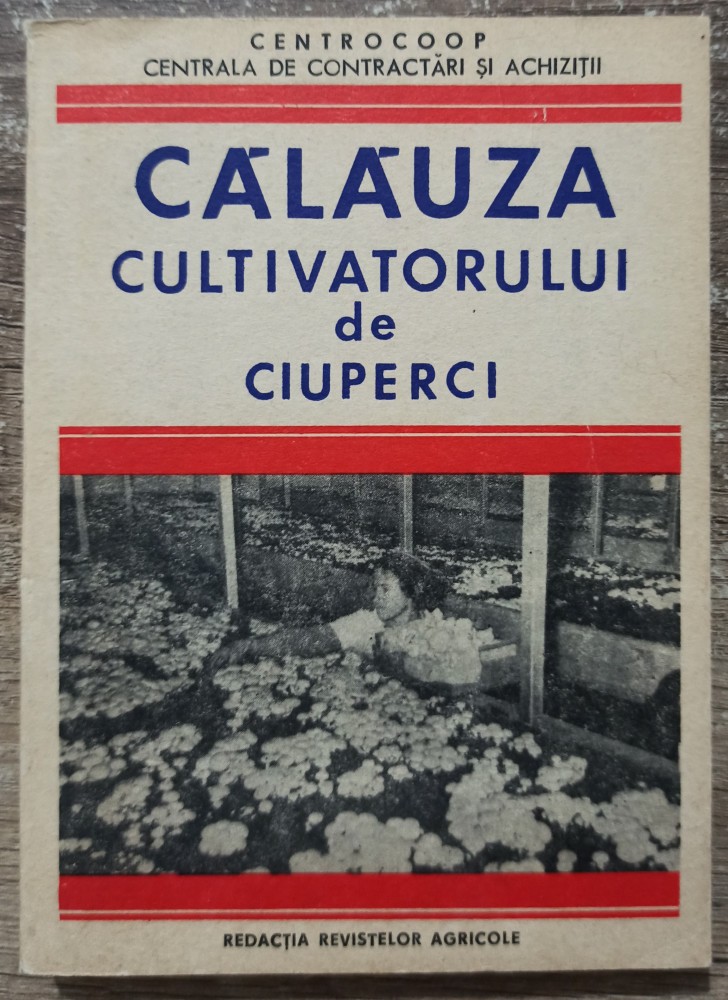 CENTROCOOP
CENTRALA DE CONTRACTĂRI ȘI ACHIZIȚII
CĂLĂUZA
CULTIVATORULUI
de
CIUPERCI
REDACȚIA REVISTELOR AGRICOLE